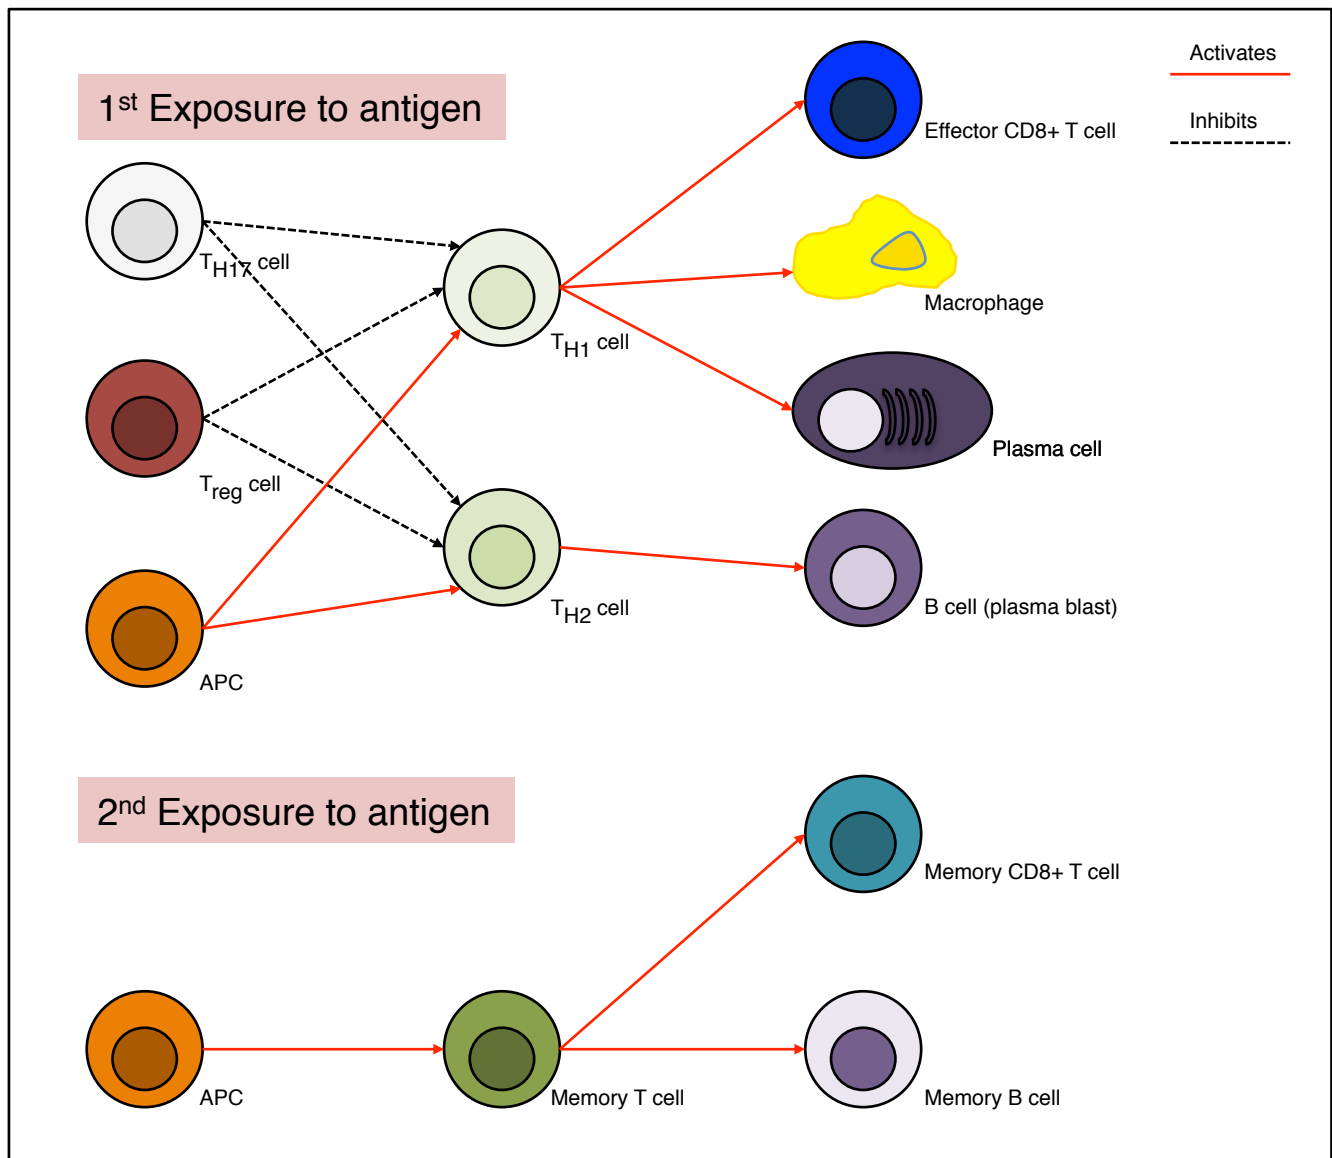 1st Exposure to antigen
Activates
Inhibits
Effector CD8+ T cell
TH17 cell
Macrophage
TH1 cell
Plasma cell
Treg cell
TH2 cell
B cell (plasma blast)
APC
2nd Exposure to antigen
Memory CD8+ T cell
APC
Memory T cell
Memory B cell